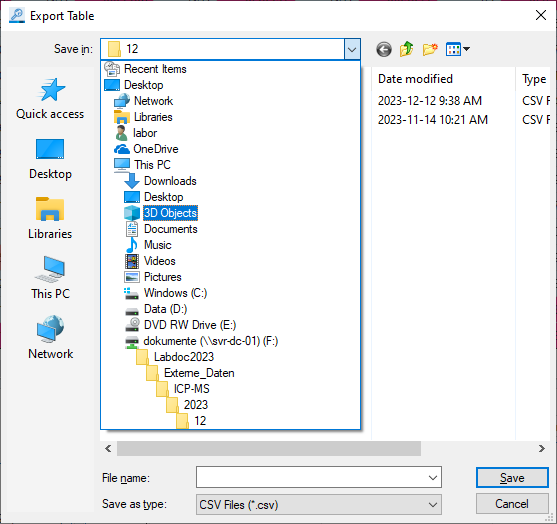 Export Table
Save in:
12
Recent Items
Desktop
Network
Libraries
labor
OneDrive
This PC
Downloads
Desktop
3D Objects
Documents
Music
Videos
Pictures
Windows (C:)
Data (D:)
DVD RW Drive (E:)
dokumente (\\svr-dc-01) (F:)
Labdoc2023
Externe_Daten
ICP-MS
2023
12
Quick access
Desktop
Libraries
This PC
Network
Date modified Type
2023-12-12 9:38 AM CSV F
2023-11-14 10:21 AM CSV F
File name:
Save
Save as type: CSV Files (*.csv)
Cancel